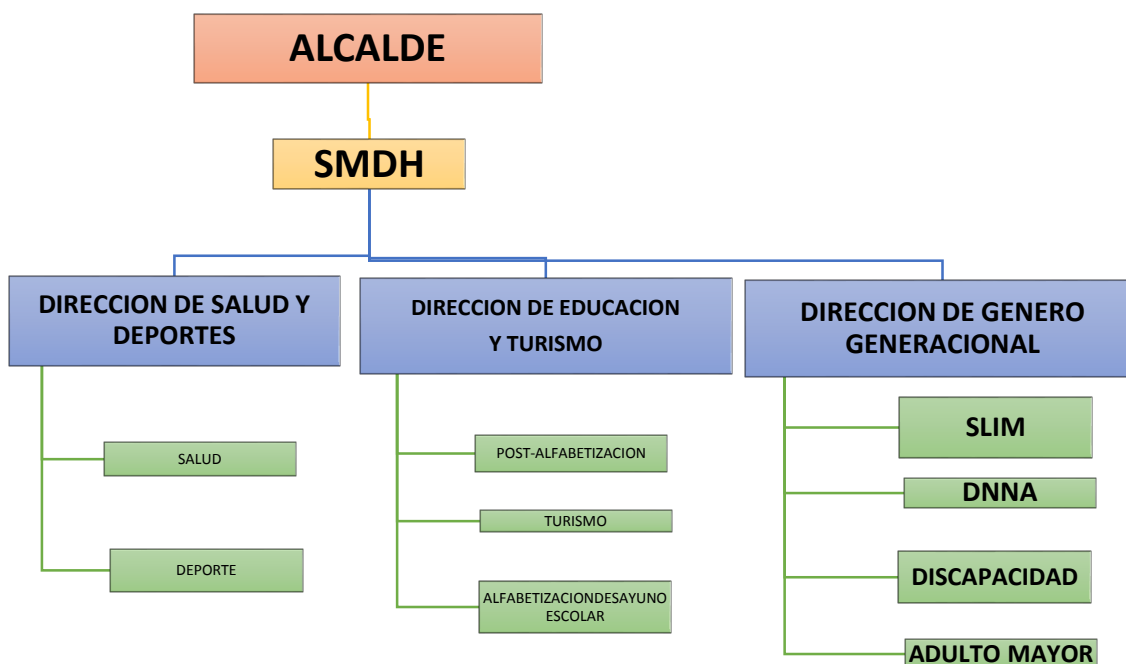 ALCALDE
SMDH
DIRECCION DE SALUD Y
DEPORTES
DIRECCION DE EDUCACION
Y TURISMO
DIRECCION DE GENERO
GENERACIONAL
SALUD
DEPORTE
POST-ALFABETIZACION
TURISMO
ALFABETIZACIONDESAYUNO
ESCOLAR
SLIM
DNNA
DISCAPACIDAD
ADULTO MAYOR